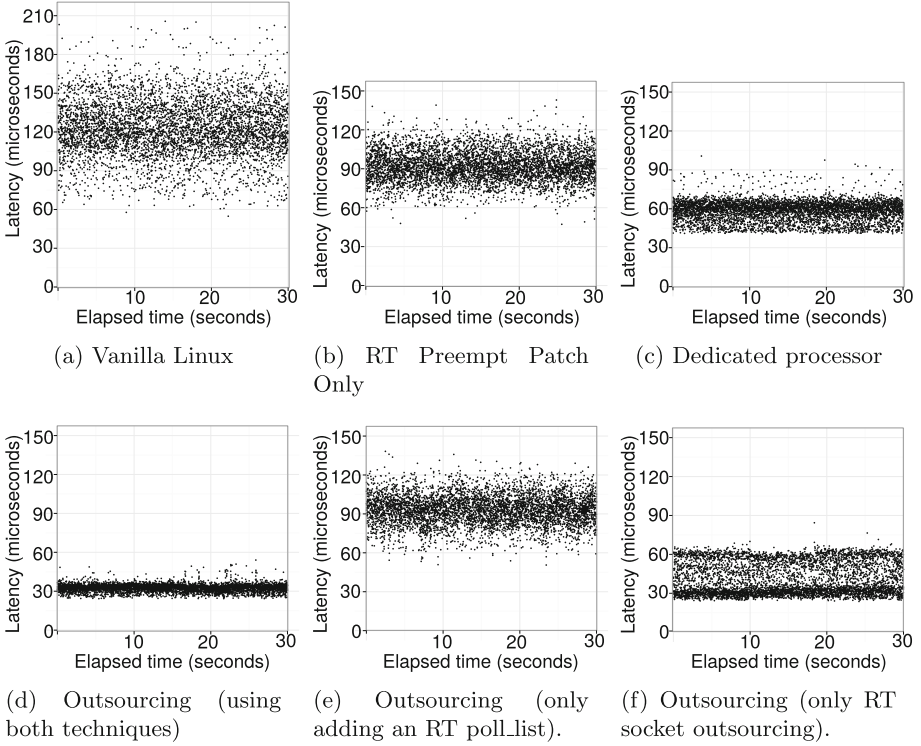 210
180
150
120
90
60
30
0
Latency (microseconds)
10 20 30
Elapsed time (seconds)
(a) Vanilla Linux
150
120
90
60
30
0
Latency (microseconds)
10 20 30
Elapsed time (seconds)
(b) RT Preempt Patch
Only
150
120
90
60
30
0
Latency (microseconds)
10 20 30
Elapsed time (seconds)
(c) Dedicated processor
150
120
90
60
30
0
Latency (microseconds)
10 20 30
Elapsed time (seconds)
(d) Outsourcing (using
both techniques)
150
120
90
60
30
0
Latency (microseconds)
10 20 30
Elapsed time (seconds)
(e) Outsourcing (only
adding an RT poll_list).
150
120
90
60
30
0
Latency (microseconds)
10 20 30
Elapsed time (seconds)
(f) Outsourcing (only RT
socket outsourcing).